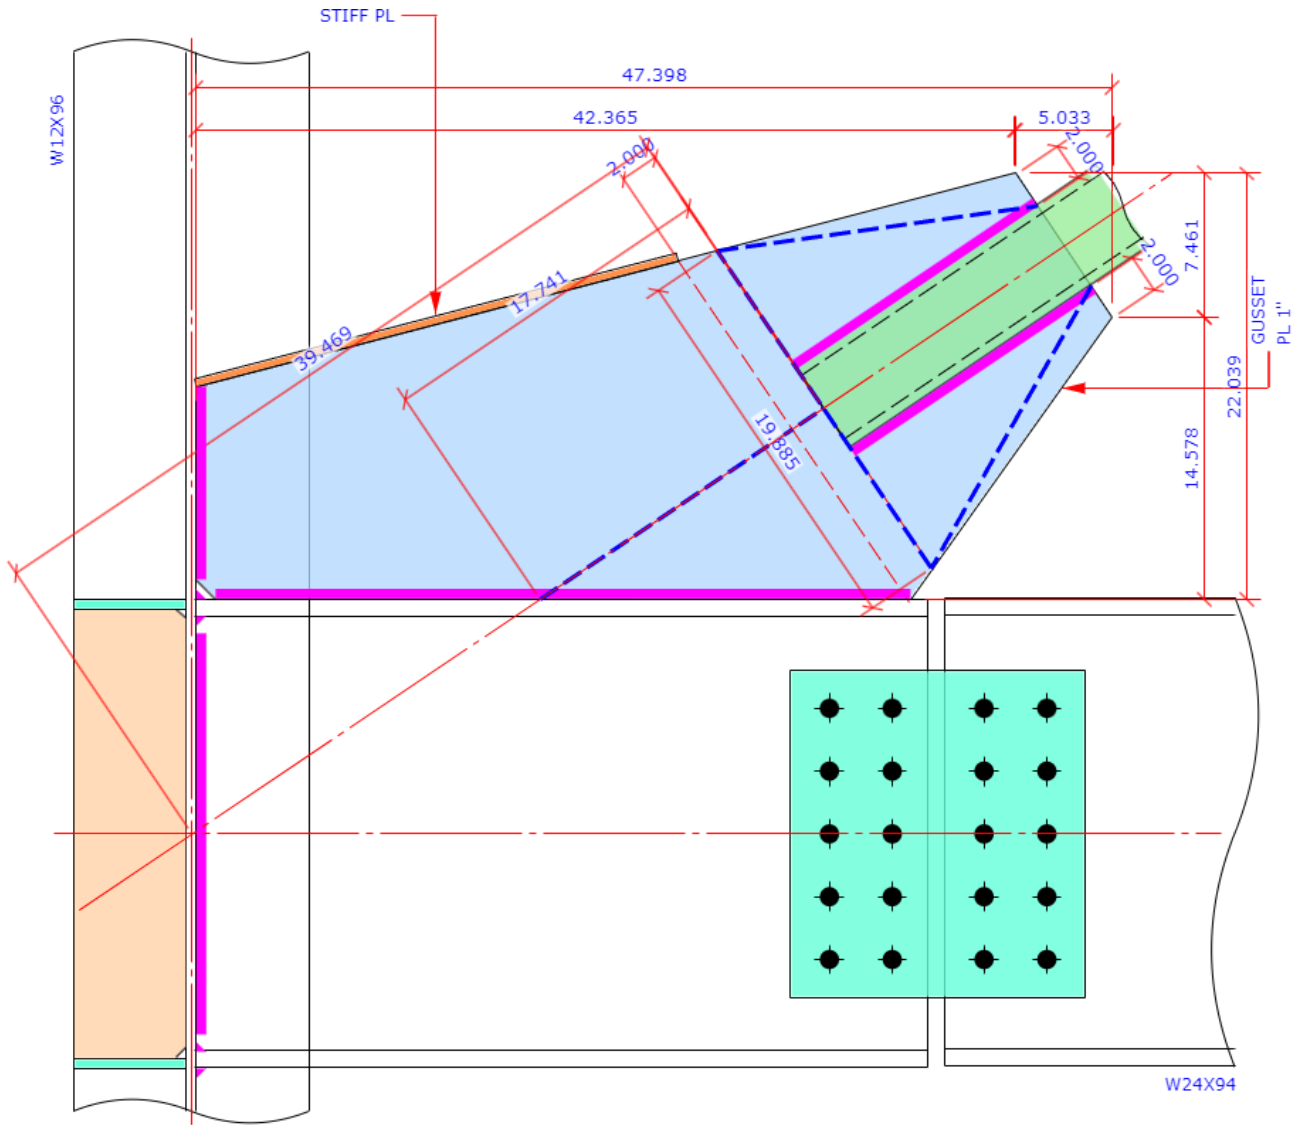 STIFF PL
47.398
W12X96
42.365
5.033
2.000
2.000
7.461
2.000
17.741
GUSSET
PL 1"
39.469
22.039
19.885
14.578
W24X94